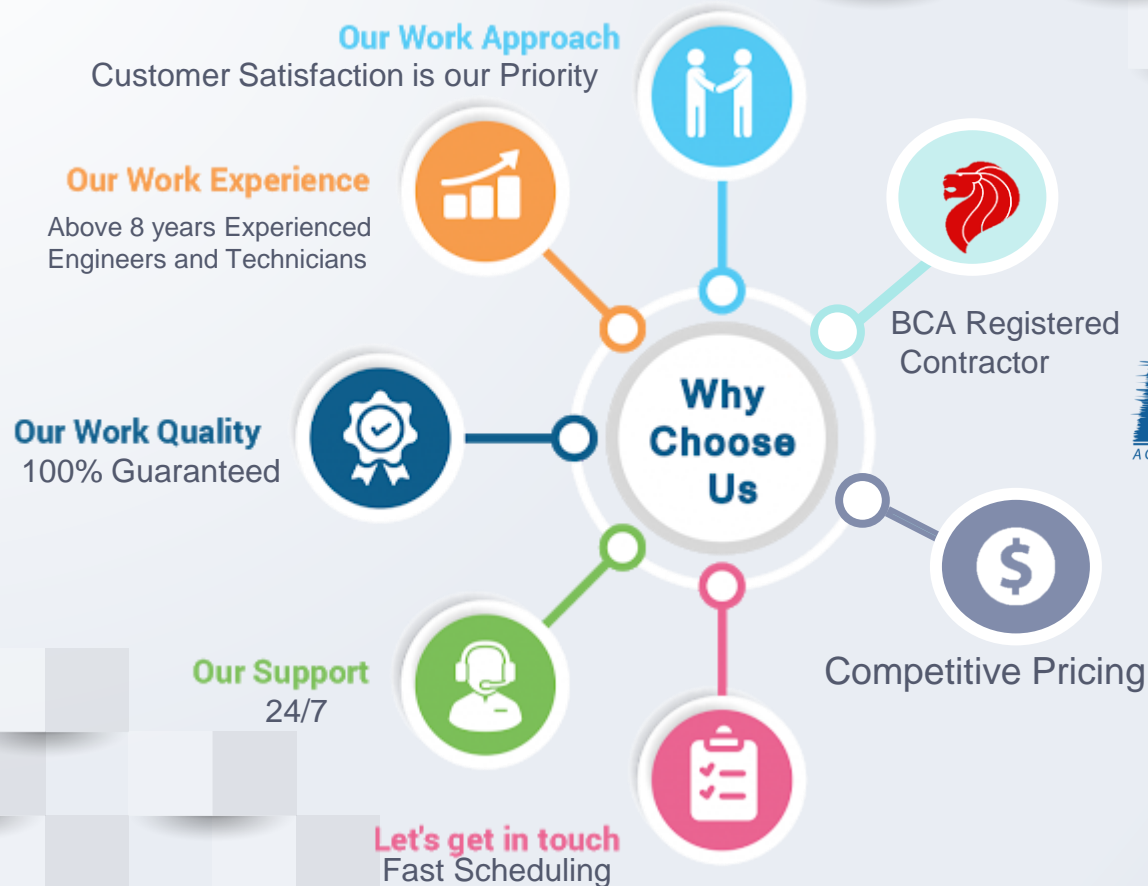 Our Work Approach
Customer Satisfaction is our Priority
Our Work Experience
Above 8 years Experienced
Engineers and Technicians
BCA Registered
Contractor
Why
Choose
Us
Our Work Quality
100% Guaranteed
$
Competitive Pricing
Our Support
24/7
Let's get in touch
Fast Scheduling